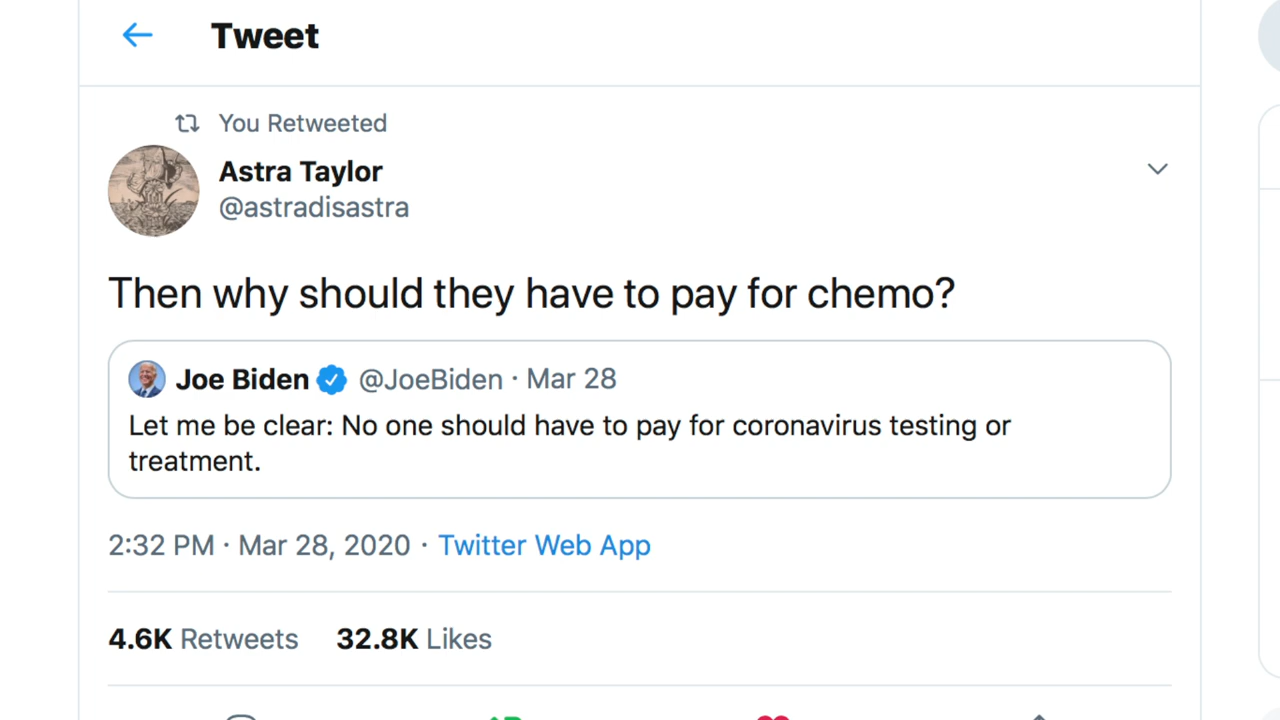 Tweet
You Retweeted
Astra Taylor
@astradisastra
Then why should they have to pay for chemo?
Joe Biden @JoeBiden · Mar 28
Let me be clear: No one should have to pay for coronavirus testing or
treatment.
2:32 PM · Mar 28, 2020 · Twitter Web App
4.6K Retweets 32.8K Likes